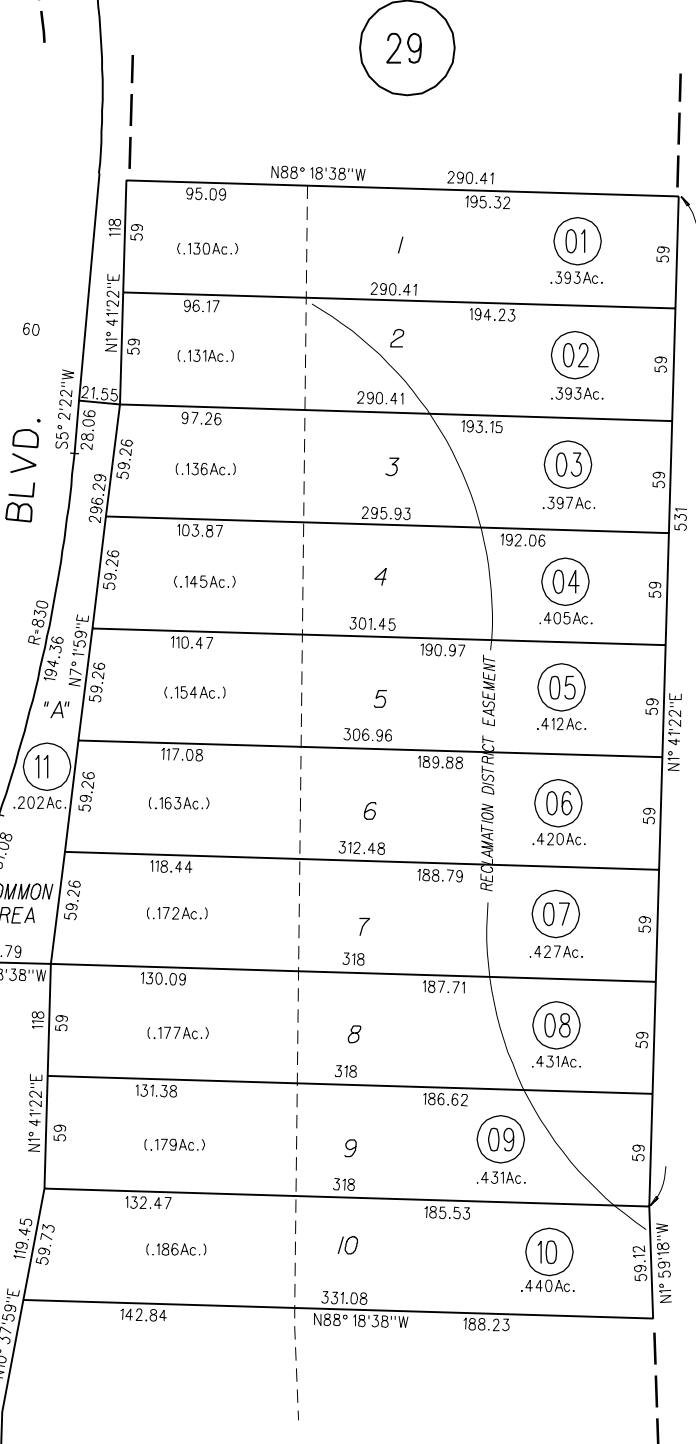 29
N88° 18'38"W
290.41
95.09
195.32
118
59
(.130Ac.)
1
01
.393Ac.
59
N1° 41'22"E
290.41
96.17
194.23
60
59
(.131Ac.)
2
02
.393Ac.
59
S5° 2'22"W
21.55
28.06
290.41
97.26
193.15
BLVD.
59.26
(.136Ac.)
3
03
.397Ac.
59
296.29
295.93
103.87
192.06
531
59.26
(.145Ac.)
4
04
.405Ac.
59
R=830
194.36
N7° 1'59"E
301.45
110.47
190.97
59.26
(.154Ac.)
5
05
.412Ac.
59
"A"
N1° 41'22"E
RECLAMATION DISTRICT EASEMENT
306.96
117.08
189.88
11
.202Ac.
59.26
(.163Ac.)
6
06
.420Ac.
59
312.48
118.44
188.79
OMMON
REA
59.26
(.172Ac.)
7
07
.427Ac.
59
.79
8'38"W
318
130.09
187.71
118
59
(.177Ac.)
8
08
.431Ac.
59
318
131.38
186.62
N1° 41'22"E
59
(.179Ac.)
9
09
.431Ac.
59
318
132.47
185.53
119.45
59.73
(.186Ac.)
10
10
.440Ac.
59.12
N1° 59'18"W
331.08
142.84
N88° 18'38"W
188.23
N10° 37'59"E